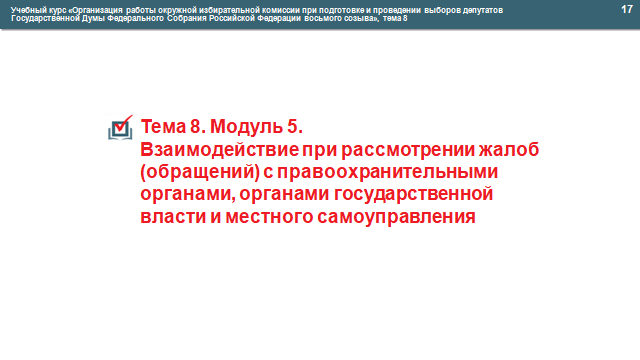 Учебный курс «Организация работы окружной избирательной комиссии при подготовке и проведении выборов депутатов
Государственной Думы Федерального Собрания Российской Федерации восьмого созыва», тема 8
17
Тема 8. Модуль 5.
Взаимодействие при рассмотрении жалоб
(обращений) с правоохранительными
органами, органами государственной
власти и местного самоуправления